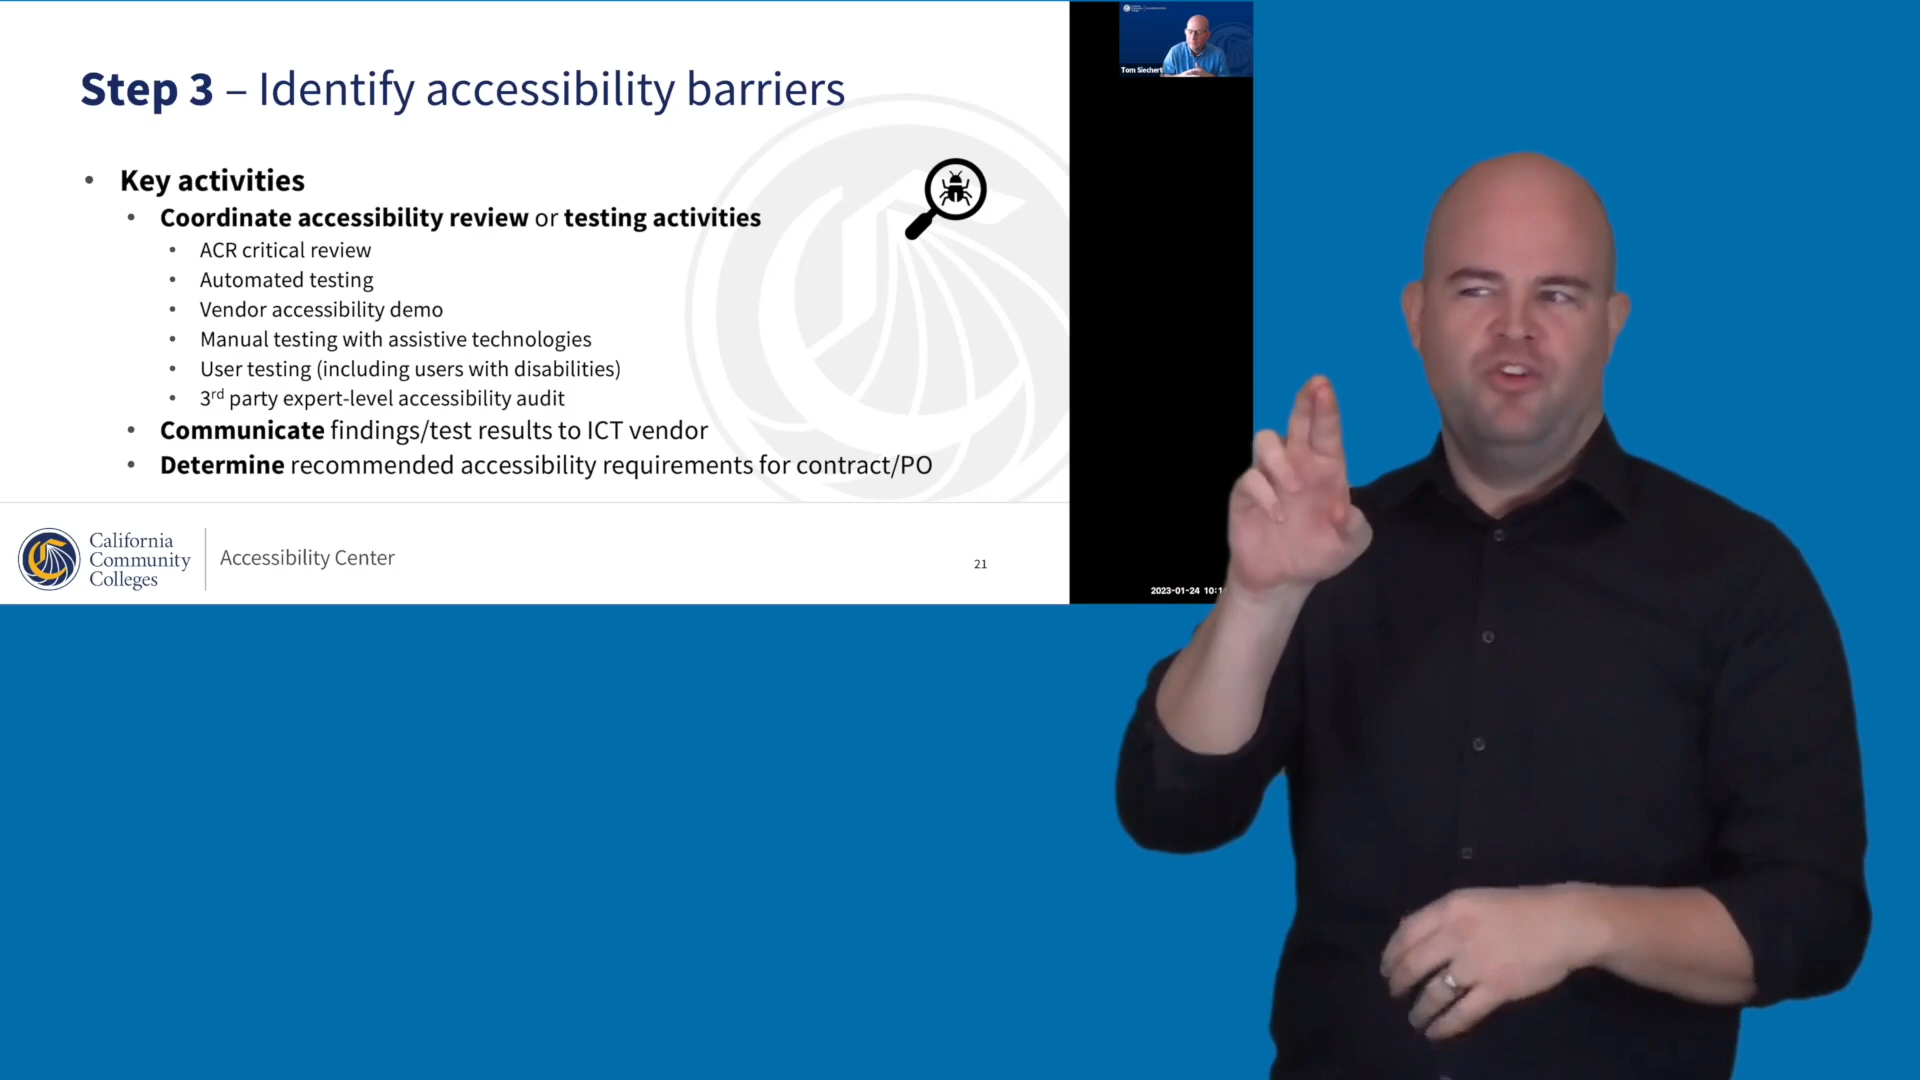 Step 3 – Identify accessibility barriers
• Key activities
• Coordinate accessibility review or testing activities
• ACR critical review
• Automated testing
• Vendor accessibility demo
• Manual testing with assistive technologies
• User testing (including users with disabilities)
• 3rd party expert-level accessibility audit
• Communicate findings/test results to ICT vendor
• Determine recommended accessibility requirements for contract/PO
California
Community
Colleges
Accessibility Center
21
Tom Siechert
2023-01-24 10:1